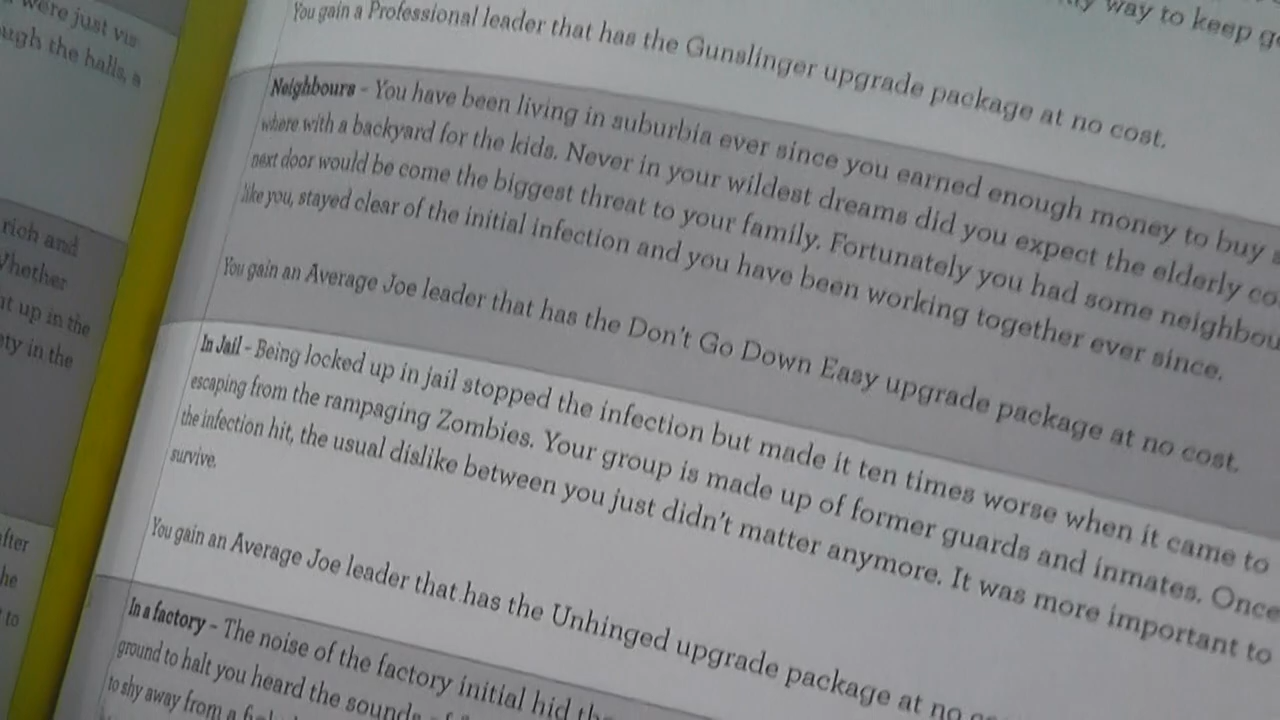 were just vis
ugh the halls, a
rich and
Whether
nt up in the
ety in the
after
he
to
way to keep g
You gain a Professional leader that has the Gunslinger upgrade package at no cost.
Neighbours - You have been living in suburbia ever since you earned enough money to buy s
where with a backyard for the kids. Never in your wildest dreams did you expect the elderly co
next door would be come the biggest threat to your family. Fortunately you had some neighbou
like you, stayed clear of the initial infection and you have been working together ever since.
You gain an Average Joe leader that has the Don't Go Down Easy upgrade package at no cost.
In Jail - Being locked up in jail stopped the infection but made it ten times worse when it came to
escaping from the rampaging Zombies. Your group is made up of former guards and inmates. Once
the infection hit, the usual dislike between you just didn't matter anymore. It was more important to
survive.
You gain an Average Joe leader that has the Unhinged upgrade package at no
In a factory - The noise of the factory initial hid
ground to halt you heard the sounds
to shy away from a